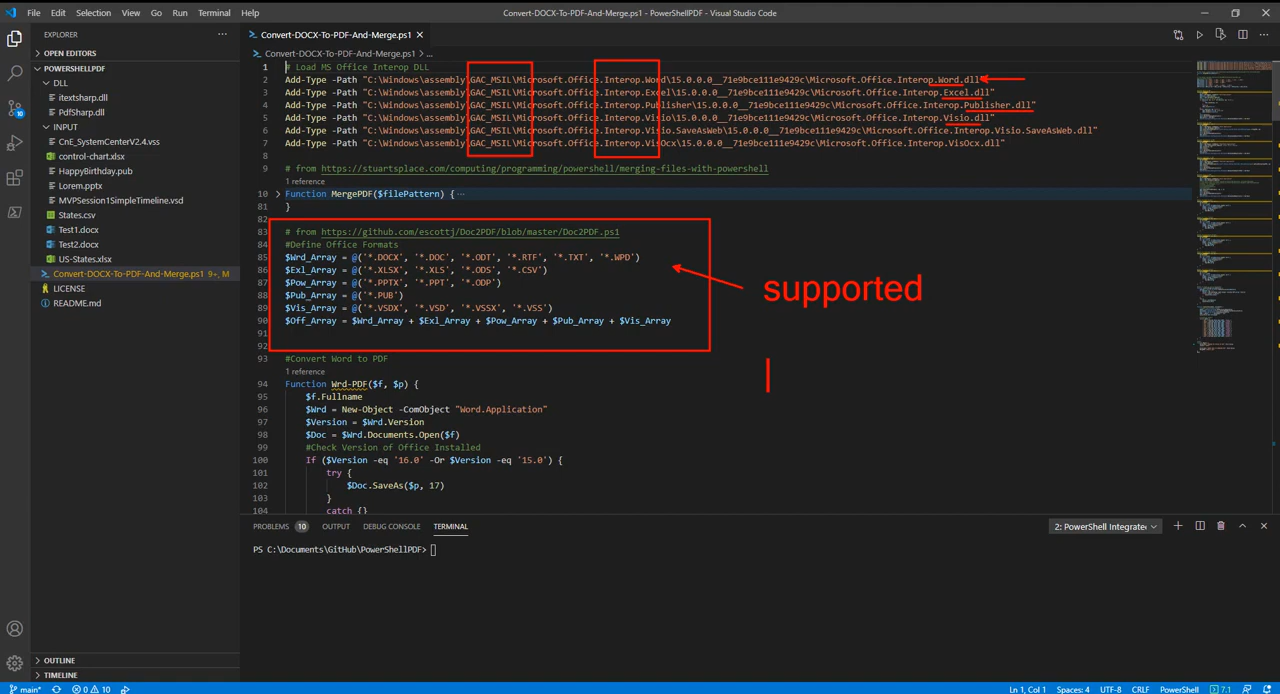 File Edit Selection View Go Run Terminal Help
Convert-DOCX-To-PDF-And-Merge.ps1 - PowerShellPDF - Visual Studio Code
EXPLORER
OPEN EDITORS
POWERSHELLPDF
DLL
itextsharp.dll
PdfSharp.dll
INPUT
CnE_SystemCenterV2.4.vss
control-chart.xlsx
HappyBirthday.pub
Lorem.pptx
MVPSession1SimpleTimeline.vsd
States.csv
Test1.docx
Test2.docx
US-States.xlsx
Convert-DOCX-To-PDF-And-Merge.ps1 9+, M
LICENSE
README.md
OUTLINE
TIMELINE
10
Convert-DOCX-To-PDF-And-Merge.ps1
Convert-DOCX-To-PDF-And-Merge.ps1 > ...
1 # Load MS Office Interop DLL
2 Add-Type -Path "C:\Windows\assembly\GAC_MSIL\Microsoft.Office.Interop.Word\15.0.0.0__71e9bce111e9429c\Microsoft.Office.Interop.Word.dll"
3 Add-Type -Path "C:\Windows\assembly\GAC_MSIL\Microsoft.Office.Interop.Excel\15.0.0.0__71e9bce111e9429c\Microsoft.Office.Interop.Excel.dll"
4 Add-Type -Path "C:\Windows\assembly\GAC_MSIL\Microsoft.Office.Interop.Publisher\15.0.0.0__71e9bce111e9429c\Microsoft.Office.Interop.Publisher.dll"
5 Add-Type -Path "C:\Windows\assembly\GAC_MSIL\Microsoft.Office.Interop.Visio\15.0.0.0__71e9bce111e9429c\Microsoft.Office.Interop.Visio.dll"
6 Add-Type -Path "C:\Windows\assembly\GAC_MSIL\Microsoft.Office.Interop.Visio.SaveAsWeb\15.0.0.0__71e9bce111e9429c\Microsoft.Office.Interop.Visio.SaveAsWeb.dll"
7 Add-Type -Path "C:\Windows\assembly\GAC_MSIL\Microsoft.Office.Interop.VisOcx\15.0.0.0__71e9bce111e9429c\Microsoft.Office.Interop.VisOcx.dll"
8
9 # from https://stuartsplace.com/computing/programming/powershell/merging-files-with-powershell
1 reference
10 Function MergePDF($filePattern) { ...
81 }
82
83 # from https://github.com/escottj/Doc2PDF/blob/master/Doc2PDF.ps1
84 #Define Office Formats
85 $Wrd_Array = @('*.DOCX', '*.DOC', '*.ODT', '*.RTF', '*.TXT', '*.WPD')
86 $Exl_Array = @('*.XLSX', '*.XLS', '*.ODS', '*.CSV')
87 $Pow_Array = @('*.PPTX', '*.PPT', '*.ODP')
88 $Pub_Array = @('*.PUB')
89 $Vis_Array = @('*.VSDX', '*.VSD', '*.VSSX', '*.VSS')
90 $Off_Array = $Wrd_Array + $Exl_Array + $Pow_Array + $Pub_Array + $Vis_Array
91
92
supported
93 #Convert Word to PDF
1 reference
94 Function Wrd-PDF($f, $p) {
95 $f.Fullname
96 $Wrd = New-Object -ComObject "Word.Application"
97 $Version = $Wrd.Version
98 $Doc = $Wrd.Documents.Open($f)
99 #Check Version of Office Installed
100 If ($Version -eq '16.0' -Or $Version -eq '15.0') {
101 try {
102 $Doc.SaveAs($p, 17)
103 }
104 catch {}
PROBLEMS 10 OUTPUT DEBUG CONSOLE TERMINAL
2: PowerShell Integrated
PS C:\Documents\GitHub\PowerShellPDF>
main* 0 10
Ln 1, Col 1 Spaces: 4 UTF-8 CRLF PowerShell 7.1